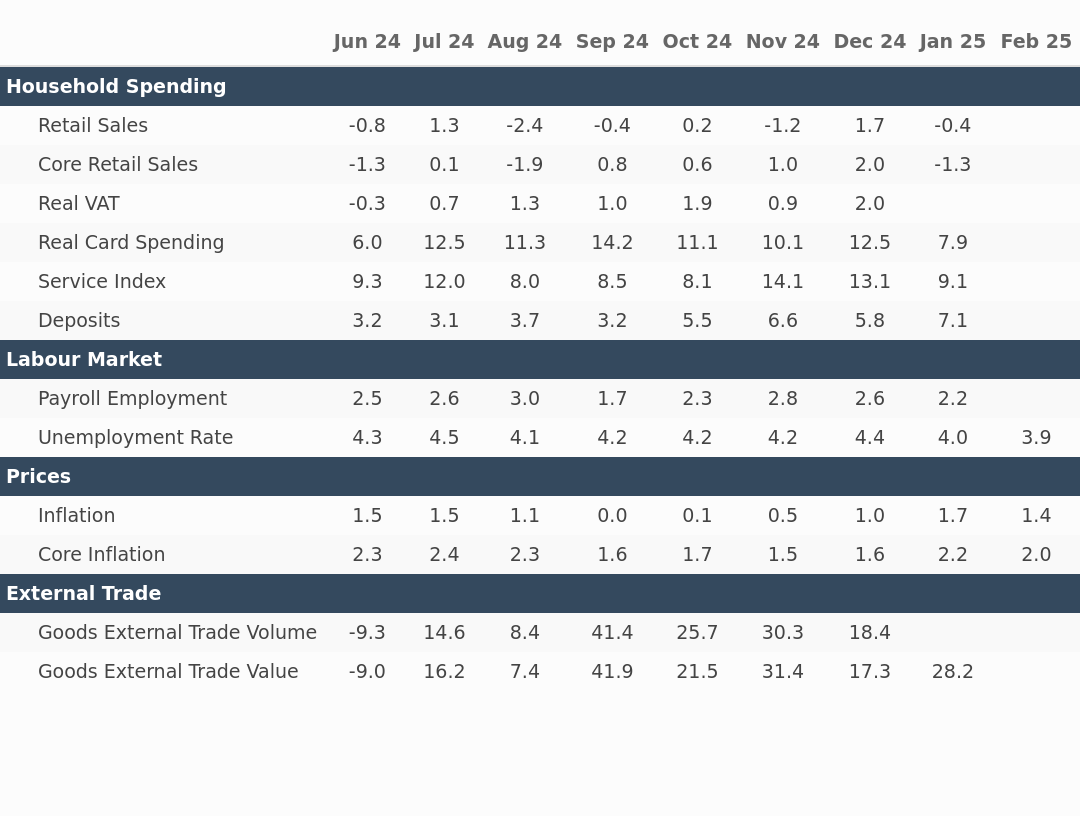 Jun 24 Jul 24 Aug 24 Sep 24 Oct 24 Nov 24 Dec 24 Jan 25 Feb 25
Household Spending
Retail Sales -0.8 1.3 -2.4 -0.4 0.2 -1.2 1.7 -0.4
Core Retail Sales -1.3 0.1 -1.9 0.8 0.6 1.0 2.0 -1.3
Real VAT -0.3 0.7 1.3 1.0 1.9 0.9 2.0
Real Card Spending 6.0 12.5 11.3 14.2 11.1 10.1 12.5 7.9
Service Index 9.3 12.0 8.0 8.5 8.1 14.1 13.1 9.1
Deposits 3.2 3.1 3.7 3.2 5.5 6.6 5.8 7.1
Labour Market
Payroll Employment 2.5 2.6 3.0 1.7 2.3 2.8 2.6 2.2
Unemployment Rate 4.3 4.5 4.1 4.2 4.2 4.2 4.4 4.0 3.9
Prices
Inflation 1.5 1.5 1.1 0.0 0.1 0.5 1.0 1.7 1.4
Core Inflation 2.3 2.4 2.3 1.6 1.7 1.5 1.6 2.2 2.0
External Trade
Goods External Trade Volume -9.3 14.6 8.4 41.4 25.7 30.3 18.4
Goods External Trade Value -9.0 16.2 7.4 41.9 21.5 31.4 17.3 28.2